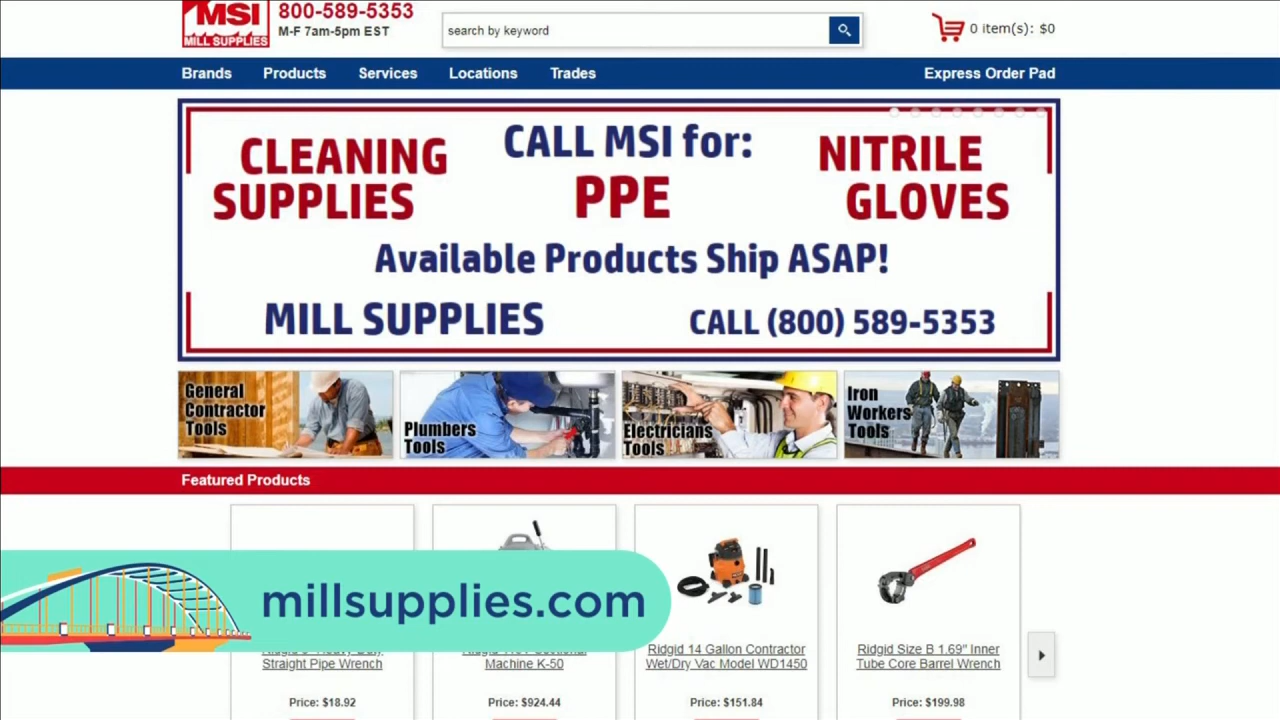 MSI
MILL SUPPLIES
800-589-5353
M-F 7am-5pm EST
search by keyword
0 item(s): $0
Brands Products Services Locations Trades Express Order Pad
CLEANING
SUPPLIES
CALL MSI for:
PPE
NITRILE
GLOVES
Available Products Ship ASAP!
MILL SUPPLIES CALL (800) 589-5353
General
Contractor
Tools
Plumbers
Tools
Electricians
Tools
Iron
Workers
Tools
Featured Products
millsupplies.com
Straight Pipe Wrench
Price: $18.92
Machine K-50
Price: $924.44
Ridgid 14 Gallon Contractor
Wet/Dry Vac Model WD1450
Price: $151.84
Ridgid Size B 1.69" Inner
Tube Core Barrel Wrench
Price: $199.98